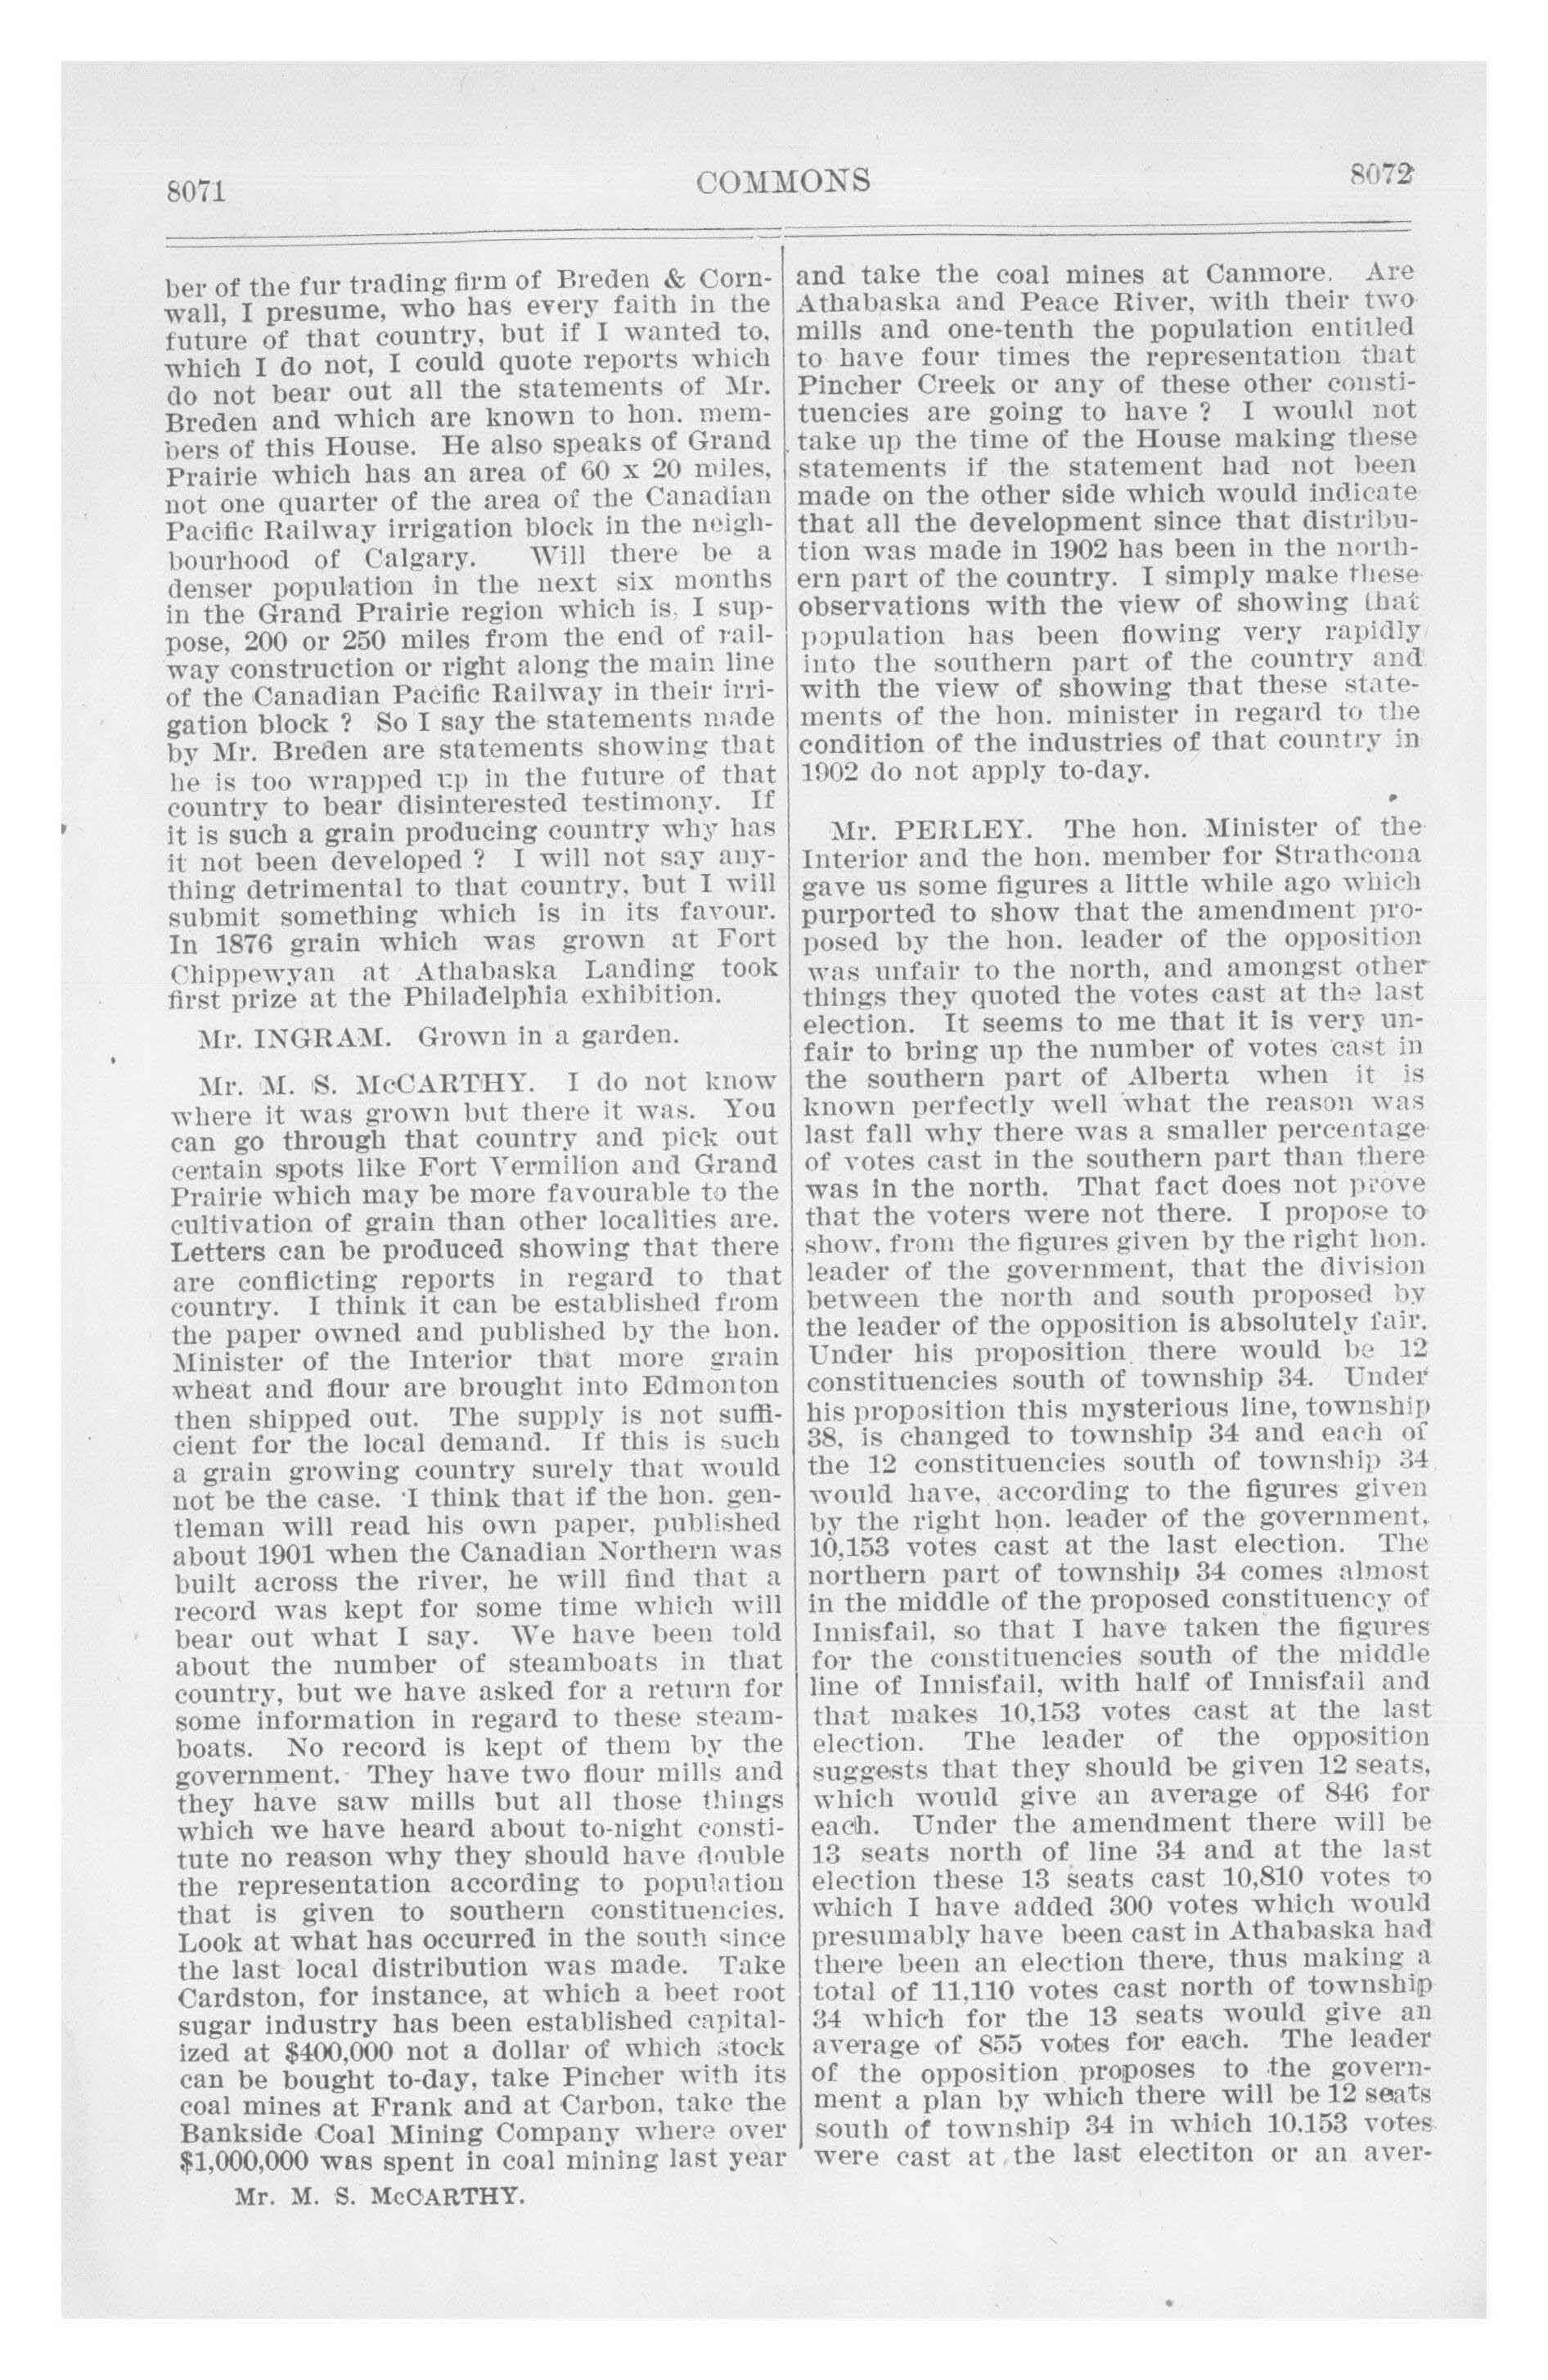 8071
COMMONS
8072
ber of the fur trading firm of Breden & Corn-
wall, I presume, who has every faith in the
future of that country, but if I wanted to,
which I do not, I could quote reports which
do not bear out all the statements of Mr.
Breden and which are known to hon. mem-
bers of this House. He also speaks of Grand
Prairie which has an area of 60 x 20 miles,
not one quarter of the area of the Canadian
Pacific Railway irrigation block in the neigh-
bourhood of Calgary. Will there be a
denser population in the next six months
in the Grand Prairie region which is, I sup-
pose, 200 or 250 miles from the end of rail-
way construction or right along the main line
of the Canadian Pacific Railway in their irri-
gation block ? So I say the statements made
by Mr. Breden are statements showing that
he is too wrapped up in the future of that
country to bear disinterested testimony. If
it is such a grain producing country why has
it not been developed ? I will not say any-
thing detrimental to that country, but I will
submit something which is in its favour.
In 1876 grain which was grown at Fort
Chippewyan at Athabaska Landing took
first prize at the Philadelphia exhibition.
Mr. INGRAM. Grown in a garden.
Mr. M. S. McCARTHY. I do not know
where it was grown but there it was. You
can go through that country and pick out
certain spots like Fort Vermilion and Grand
Prairie which may be more favourable to the
cultivation of grain than other localities are.
Letters can be produced showing that there
are conflicting reports in regard to that
country. I think it can be established from
the paper owned and published by the hon.
Minister of the Interior that more grain
wheat and flour are brought into Edmonton
then shipped out. The supply is not suffi-
cient for the local demand. If this is such
a grain growing country surely that would
not be the case. I think that if the hon. gen-
tleman will read his own paper, published
about 1901 when the Canadian Northern was
built across the river, he will find that a
record was kept for some time which will
bear out what I say. We have been told
about the number of steamboats in that
country, but we have asked for a return for
some information in regard to these steam-
boats. No record is kept of them by the
government. They have two flour mills and
they have saw mills but all those things
which we have heard about to-night consti-
tute no reason why they should have double
the representation according to population
that is given to southern constituencies.
Look at what has occurred in the south since
the last local distribution was made. Take
Cardston, for instance, at which a beet root
sugar industry has been established capital-
ized at $400,000 not a dollar of which stock
can be bought to-day, take Pincher with its
coal mines at Frank and at Carbon, take the
Bankside Coal Mining Company where over
$1,000,000 was spent in coal mining last year
Mr. M. S. McCARTHY.
and take the coal mines at Canmore. Are
Athabaska and Peace River, with their two
mills and one-tenth the population entitled
to have four times the representation that
Pincher Creek or any of these other consti-
tuencies are going to have ? I would not
take up the time of the House making these
statements if the statement had not been
made on the other side which would indicate
that all the development since that distribu-
tion was made in 1902 has been in the north-
ern part of the country. I simply make these
observations with the view of showing that
population has been flowing very rapidly
into the southern part of the country and
with the view of showing that these state-
ments of the hon. minister in regard to the
condition of the industries of that country in
1902 do not apply to-day.
Mr. PERLEY. The hon. Minister of the
Interior and the hon. member for Strathcona
gave us some figures a little while ago which
purported to show that the amendment pro-
posed by the hon. leader of the opposition
was unfair to the north, and amongst other
things they quoted the votes cast at the last
election. It seems to me that it is very un-
fair to bring up the number of votes cast in
the southern part of Alberta when it is
known perfectly well what the reason was
last fall why there was a smaller percentage
of votes cast in the southern part than there
was in the north. That fact does not prove
that the voters were not there. I propose to
show, from the figures given by the right hon.
leader of the government, that the division
between the north and south proposed by
the leader of the opposition is absolutely fair.
Under his proposition there would be 12
constituencies south of township 34. Under
his proposition this mysterious line, township
38, is changed to township 34 and each of
the 12 constituencies south of township 34
would have, according to the figures given
by the right hon. leader of the government,
10,153 votes cast at the last election. The
northern part of township 34 comes almost
in the middle of the proposed constituency of
Innisfail, so that I have taken the figures
for the constituencies south of the middle
line of Innisfail, with half of Innisfail and
that makes 10,153 votes cast at the last
election. The leader of the opposition
suggests that they should be given 12 seats,
which would give an average of 846 for
each. Under the amendment there will be
13 seats north of line 34 and at the last
election these 13 seats cast 10,810 votes to
which I have added 300 votes which would
presumably have been cast in Athabaska had
there been an election there, thus making a
total of 11,110 votes cast north of township
34 which for the 13 seats would give an
average of 855 votes for each. The leader
of the opposition proposes to the govern-
ment a plan by which there will be 12 seats
south of township 34 in which 10,153 votes
were cast at the last electiton or an aver-